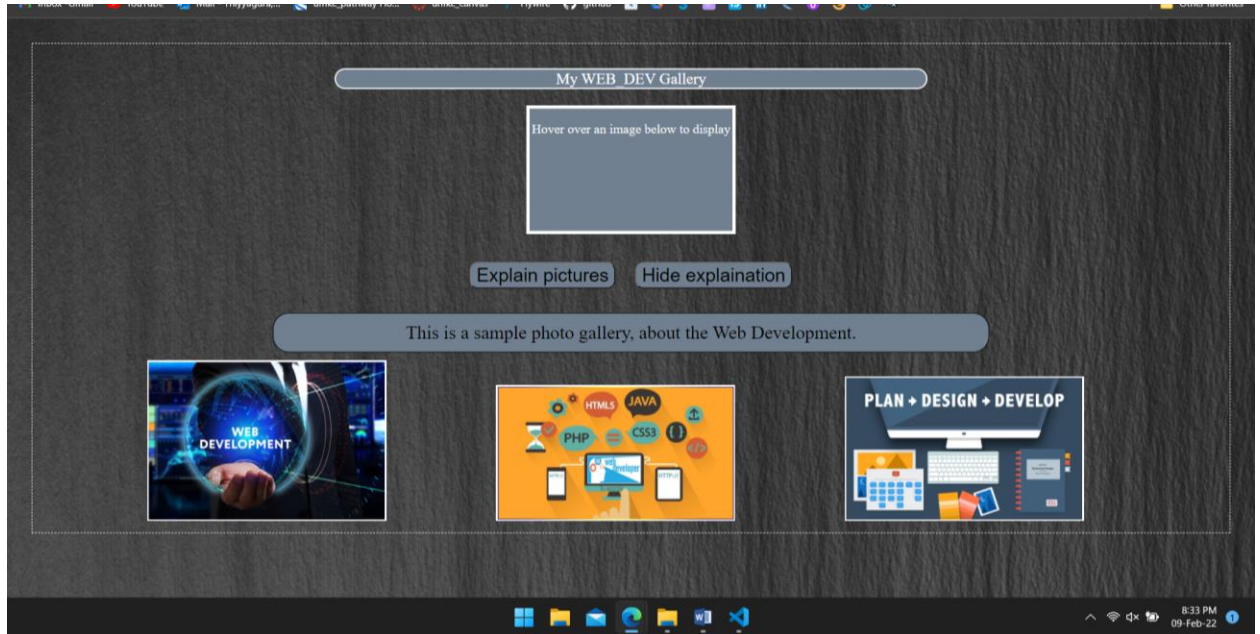 My WEB_DEV Gallery
Hover over an image below to display
Explain pictures Hide explaination
This is a sample photo gallery, about the Web Development.
WEB
DEVELOPMENT
HTML5 JAVA
PHP CSS3
PLAN + DESIGN + DEVELOP
8:33 PM
09-Feb-22